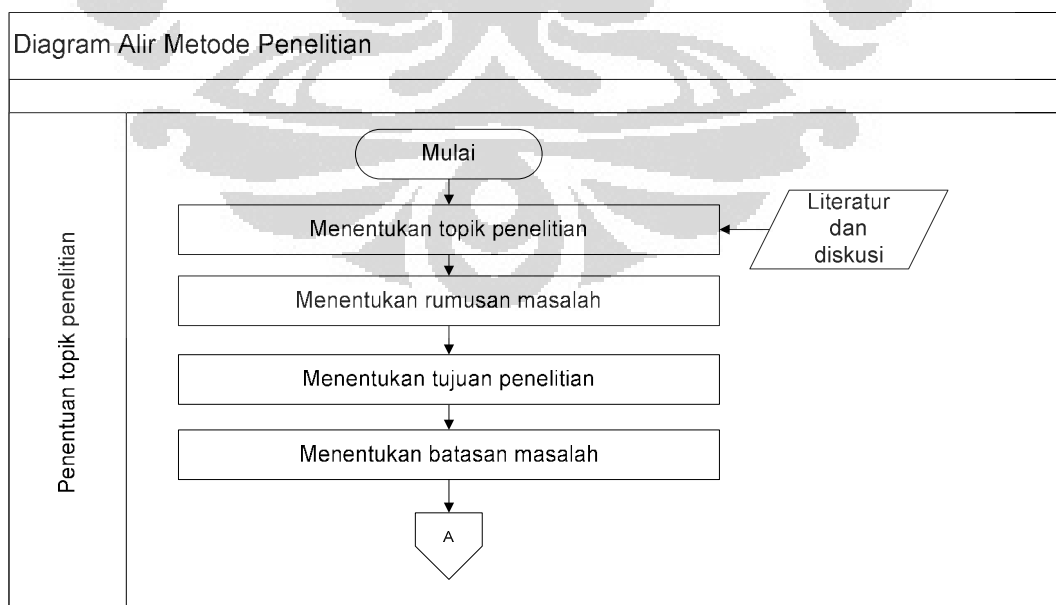 Diagram Alir Metode Penelitian
Penentuan topik penelitian
Mulai
Menentukan topik penelitian
Literatur
dan
diskusi
Menentukan rumusan masalah
Menentukan tujuan penelitian
Menentukan batasan masalah
A